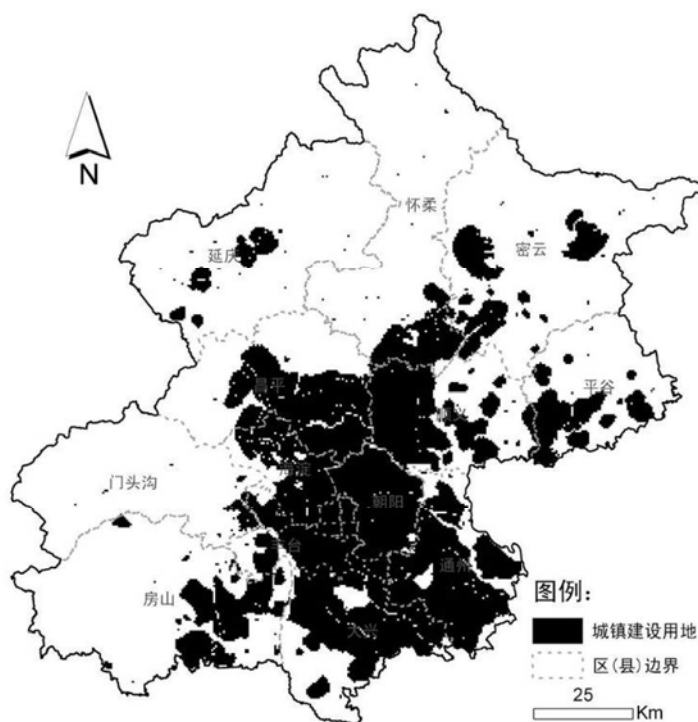 N
怀柔
延庆
密云
昌平
顺义
平谷
海淀
门头沟
朝阳
丰台
通州
房山
大兴
图例：
城镇建设用地
区(县)边界
25
Km